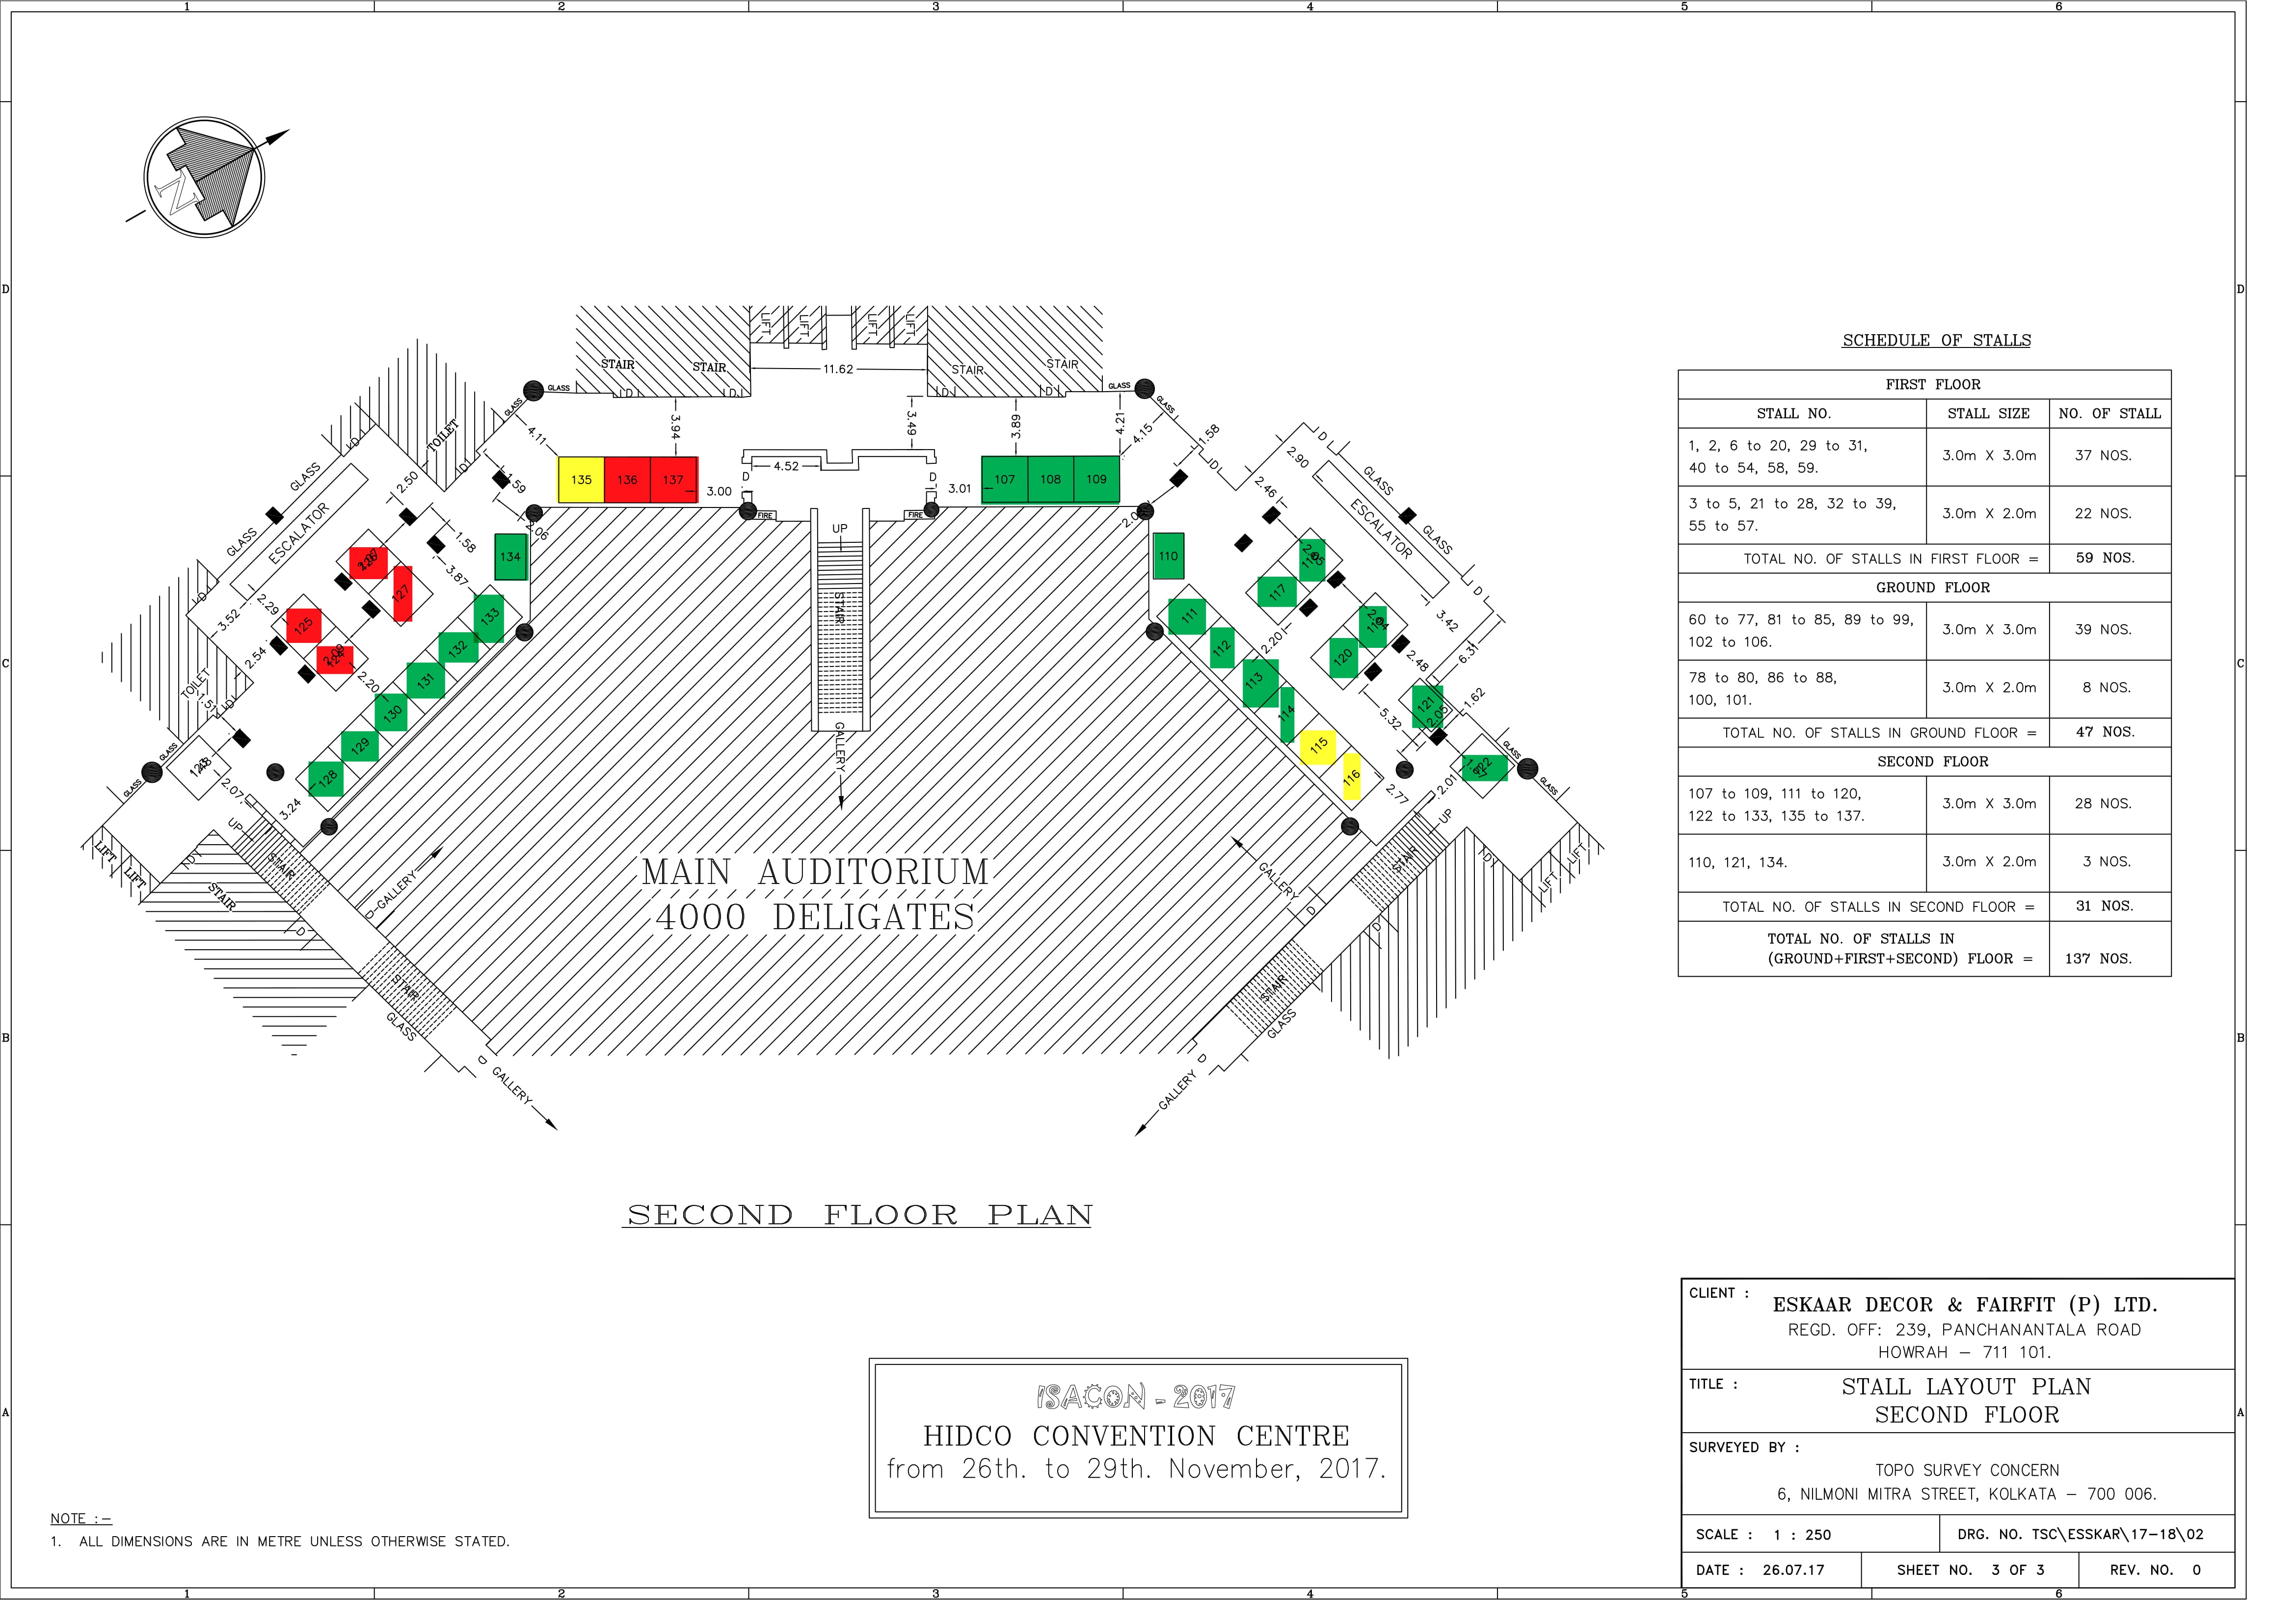 1 2 3 4 5 6
D D
C C
B B
A A
N
LIFT LIFT LIFT LIFT
STAIR STAIR STAIR STAIR
11.62
GLASS D D D D GLASS
GLASS GLASS
TOILET
4.11 3.94 3.49 3.89 4.21 4.15 1.58
D D D D
2.50 1.59 2.90 GLASS
GLASS
135 136 137 4.52 107 108 109
3.00 D D 3.01
2.46 ESCALATOR GLASS
FIRE FIRE
GLASS ESCALATOR 1.58 2.06 UP
134 110
3.87
127 118 117
D D
2.29 3.52 125 133 STAIR 111 119 3.42
2.54 2.20 132 112 2.20 120 2.48 6.31
TOILET 131 113
1.51 D 130 114 121 2.05 1.62
5.32
GLASS 129 GALLERY 115
123 128 116 122 GLASS
2.07 3.24 2.77 2.01
UP UP
LIFT LIFT D STAIR STAIR D LIFT LIFT
STAIR
MAIN AUDITORIUM
4000 DELIGATES
D GALLERY GALLERY D
D D
STAIR STAIR
GLASS GLASS
D GALLERY GALLERY D
SECOND FLOOR PLAN
SCHEDULE OF STALLS
FIRST FLOOR
STALL NO. STALL SIZE NO. OF STALL
1, 2, 6 to 20, 29 to 31,
40 to 54, 58, 59. 3.0m X 3.0m 37 NOS.
3 to 5, 21 to 28, 32 to 39,
55 to 57. 3.0m X 2.0m 22 NOS.
TOTAL NO. OF STALLS IN FIRST FLOOR = 59 NOS.
GROUND FLOOR
60 to 77, 81 to 85, 89 to 99,
102 to 106. 3.0m X 3.0m 39 NOS.
78 to 80, 86 to 88,
100, 101. 3.0m X 2.0m 8 NOS.
TOTAL NO. OF STALLS IN GROUND FLOOR = 47 NOS.
SECOND FLOOR
107 to 109, 111 to 120,
122 to 133, 135 to 137. 3.0m X 3.0m 28 NOS.
110, 121, 134. 3.0m X 2.0m 3 NOS.
TOTAL NO. OF STALLS IN SECOND FLOOR = 31 NOS.
TOTAL NO. OF STALLS IN
(GROUND+FIRST+SECOND) FLOOR = 137 NOS.
ISACON - 2017
HIDCO CONVENTION CENTRE
from 26th. to 29th. November, 2017.
NOTE :-
1. ALL DIMENSIONS ARE IN METRE UNLESS OTHERWISE STATED.
CLIENT :
ESKAAR DECOR & FAIRFIT (P) LTD.
REGD. OFF: 239, PANCHANANTALA ROAD
HOWRAH - 711 101.
TITLE :
STALL LAYOUT PLAN
SECOND FLOOR
SURVEYED BY :
TOPO SURVEY CONCERN
6, NILMONI MITRA STREET, KOLKATA - 700 006.
SCALE : 1 : 250 DRG. NO. TSC\ESSKAR\17-18\02
DATE : 26.07.17 SHEET NO. 3 OF 3 REV. NO. 0
1 2 3 4 5 6